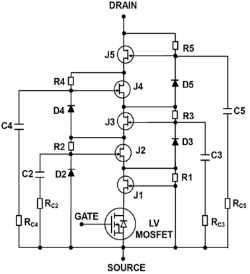 DRAIN
R5
J5
R4
J4
D5
C5
C4
D4
J3
R3
R2
J2
D3
C3
C2
D2
R1
J1
RC2
RC4
GATE
LV
MOSFET
RC3
RC5
SOURCE